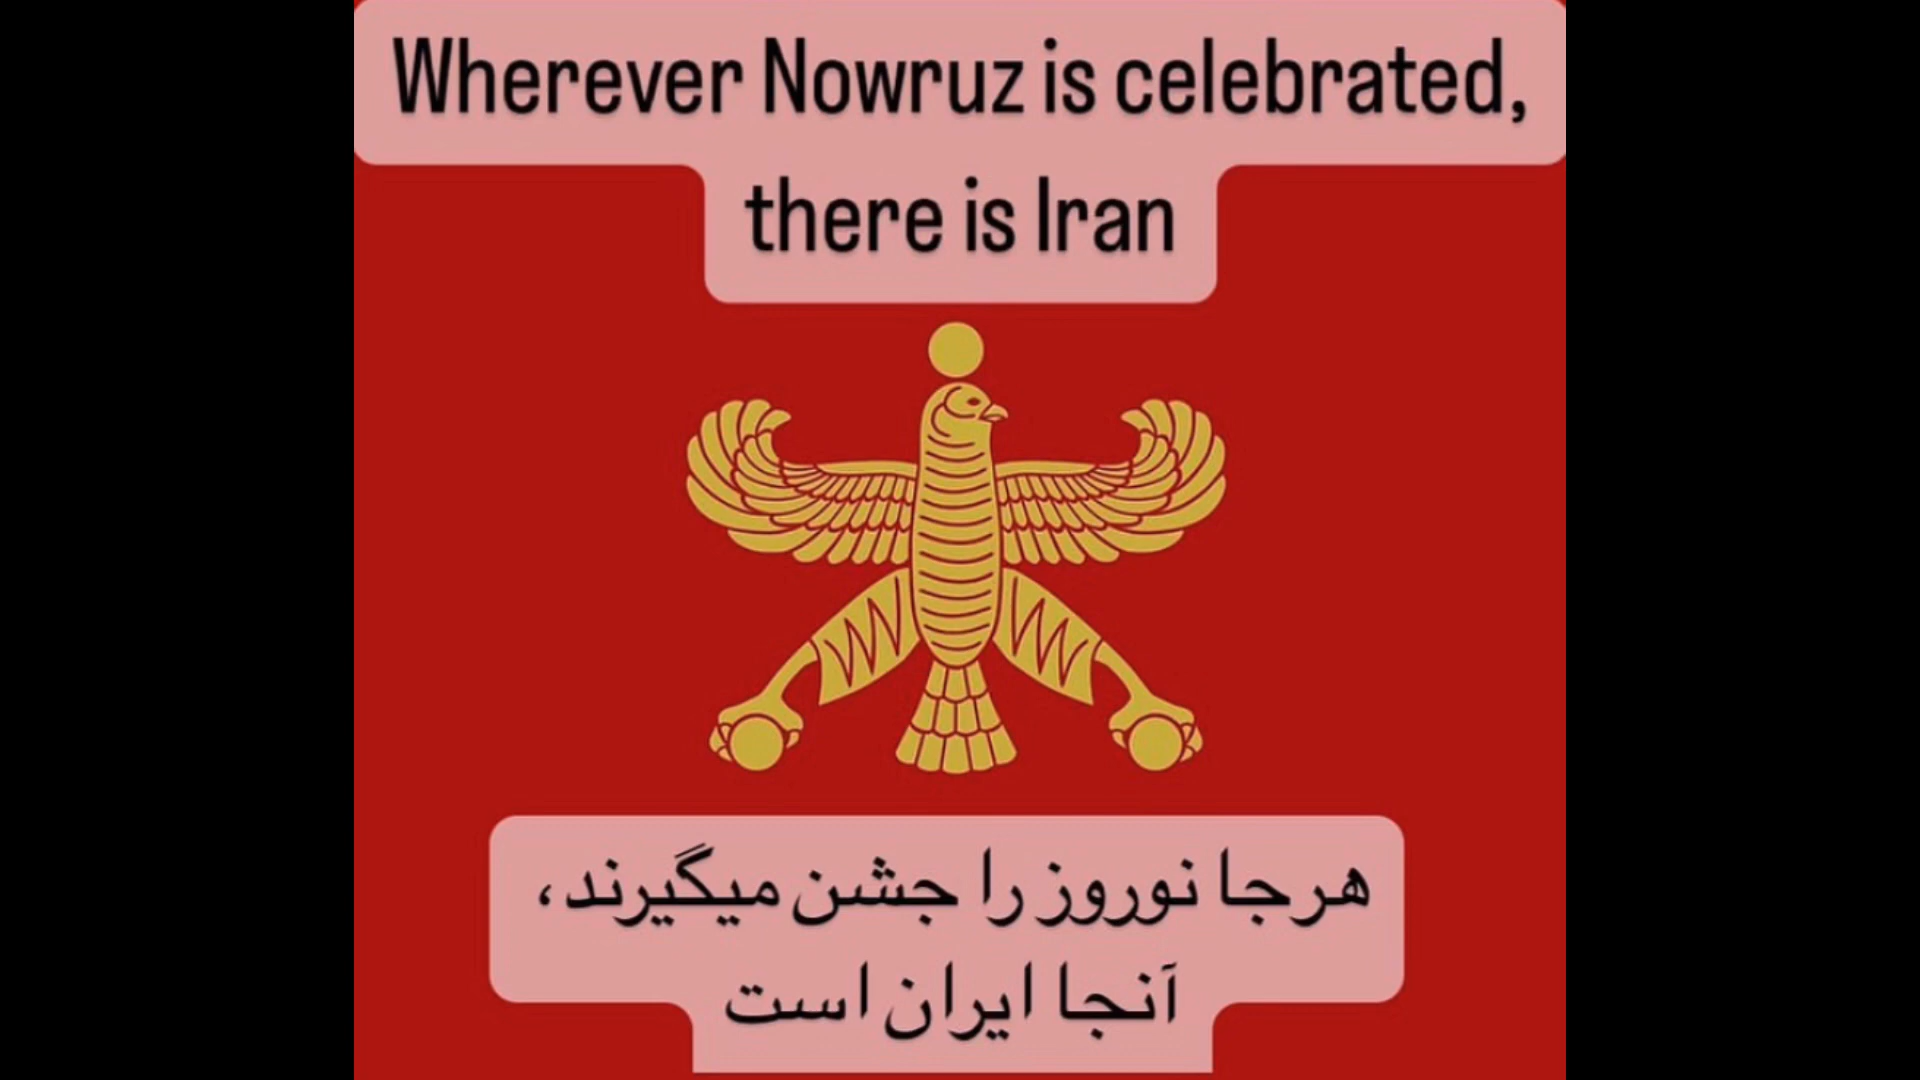 Wherever Nowruz is celebrated,
there is Iran
هرجا نوروز را جشن میگیرند،
آنجا ایران است